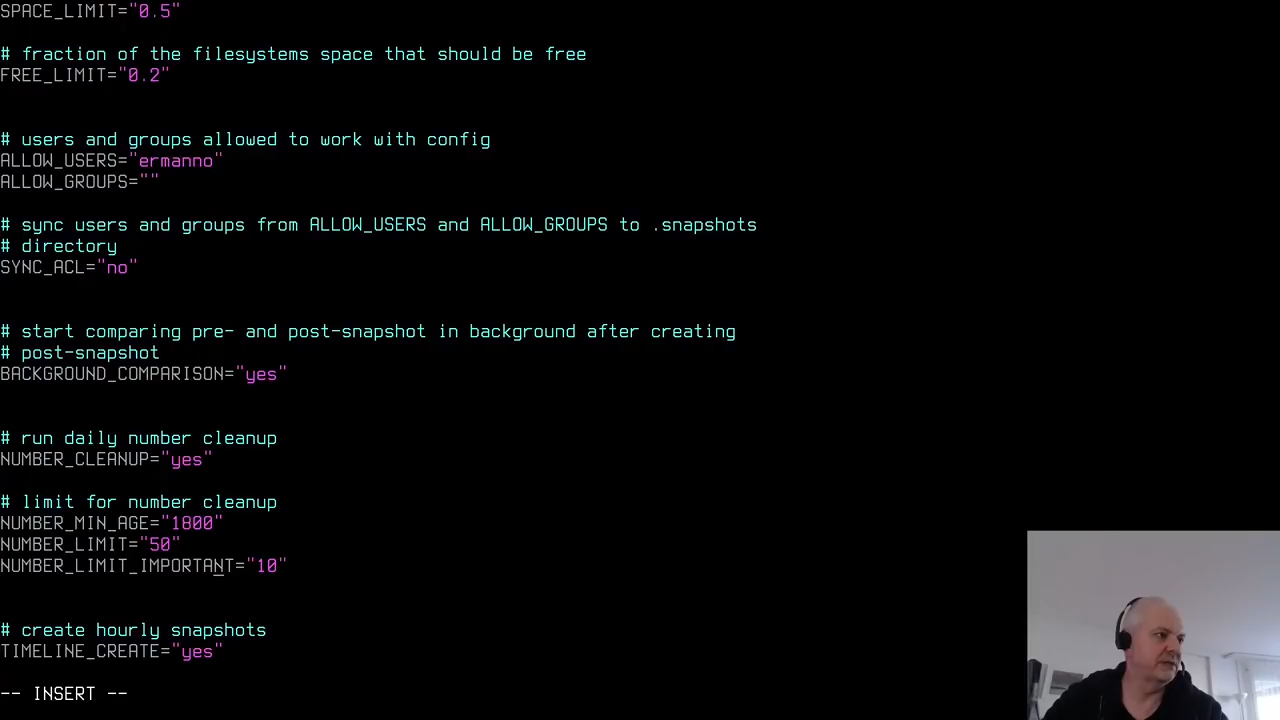 SPACE_LIMIT="0.5"
# fraction of the filesystems space that should be free
FREE_LIMIT="0.2"
# users and groups allowed to work with config
ALLOW_USERS="ermanno"
ALLOW_GROUPS=""
# sync users and groups from ALLOW_USERS and ALLOW_GROUPS to .snapshots
# directory
SYNC_ACL="no"
# start comparing pre- and post-snapshot in background after creating
# post-snapshot
BACKGROUND_COMPARISON="yes"
# run daily number cleanup
NUMBER_CLEANUP="yes"
# limit for number cleanup
NUMBER_MIN_AGE="1800"
NUMBER_LIMIT="50"
NUMBER_LIMIT_IMPORTANT="10"
# create hourly snapshots
TIMELINE_CREATE="yes"
-- INSERT --